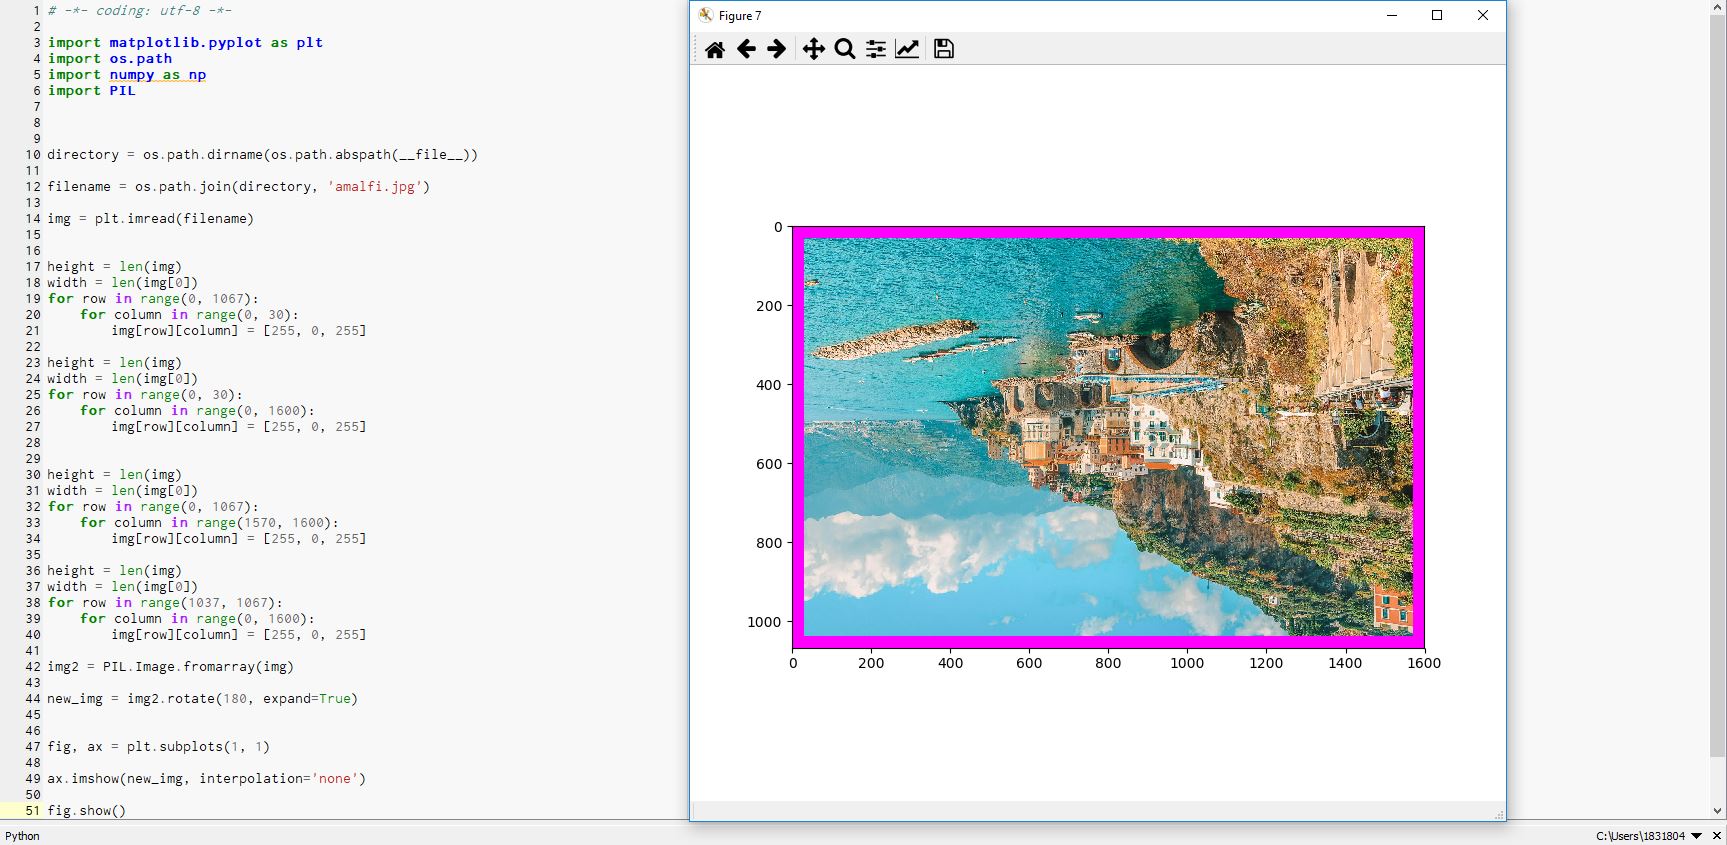 1 # -*- coding: utf-8 -*-
2
3 import matplotlib.pyplot as plt
4 import os.path
5 import numpy as np
6 import PIL
7
8
9
10 directory = os.path.dirname(os.path.abspath(__file__))
11
12 filename = os.path.join(directory, 'amalfi.jpg')
13
14 img = plt.imread(filename)
15
16
17 height = len(img)
18 width = len(img[0])
19 for row in range(0, 1067):
20     for column in range(0, 30):
21         img[row][column] = [255, 0, 255]
22
23 height = len(img)
24 width = len(img[0])
25 for row in range(0, 30):
26     for column in range(0, 1600):
27         img[row][column] = [255, 0, 255]
28
29
30 height = len(img)
31 width = len(img[0])
32 for row in range(0, 1067):
33     for column in range(1570, 1600):
34         img[row][column] = [255, 0, 255]
35
36 height = len(img)
37 width = len(img[0])
38 for row in range(1037, 1067):
39     for column in range(0, 1600):
40         img[row][column] = [255, 0, 255]
41
42 img2 = PIL.Image.fromarray(img)
43
44 new_img = img2.rotate(180, expand=True)
45
46
47 fig, ax = plt.subplots(1, 1)
48
49 ax.imshow(new_img, interpolation='none')
50
51 fig.show()
Figure 7
0
200
400
600
800
1000
0 200 400 600 800 1000 1200 1400 1600
Python
C:\Users\1831804